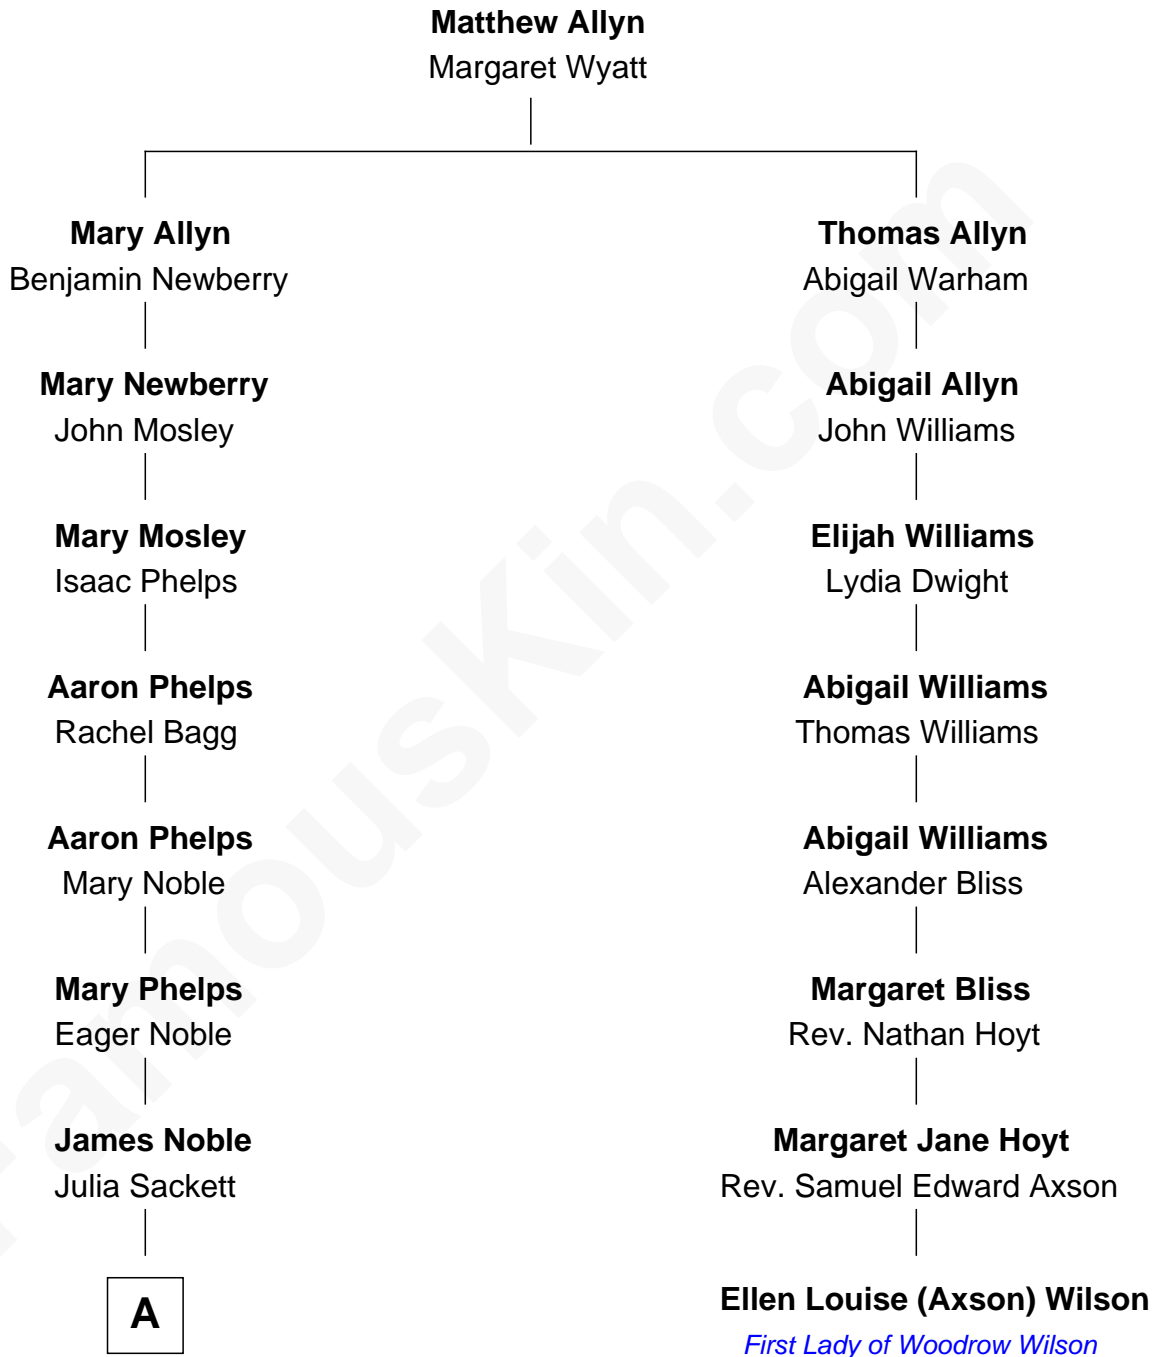 Matthew Allyn
Margaret Wyatt
Mary Allyn
Benjamin Newberry
Thomas Allyn
Abigail Warham
Mary Newberry
John Mosley
Abigail Allyn
John Williams
Mary Mosley
Isaac Phelps
Elijah Williams
Lydia Dwight
Aaron Phelps
Rachel Bagg
Abigail Williams
Thomas Williams
Aaron Phelps
Mary Noble
Abigail Williams
Alexander Bliss
Mary Phelps
Eager Noble
Margaret Bliss
Rev. Nathan Hoyt
James Noble
Julia Sackett
Margaret Jane Hoyt
Rev. Samuel Edward Axson
A
Ellen Louise (Axson) Wilson
First Lady of Woodrow Wilson
FamousKin.com